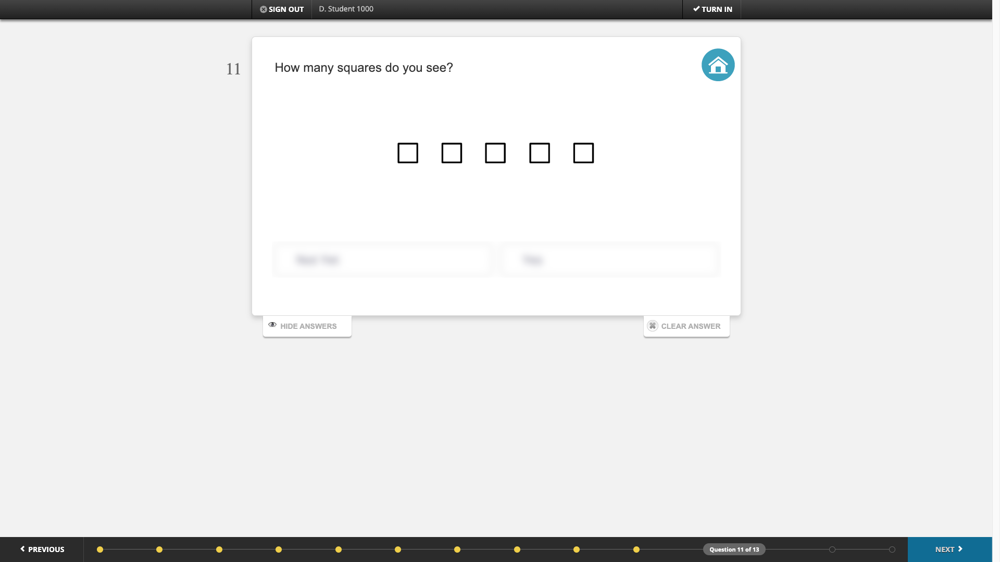 SIGN OUT
D. Student 1000
TURN IN
11
How many squares do you see?
HIDE ANSWERS
CLEAR ANSWER
PREVIOUS
Question 11 of 13
NEXT